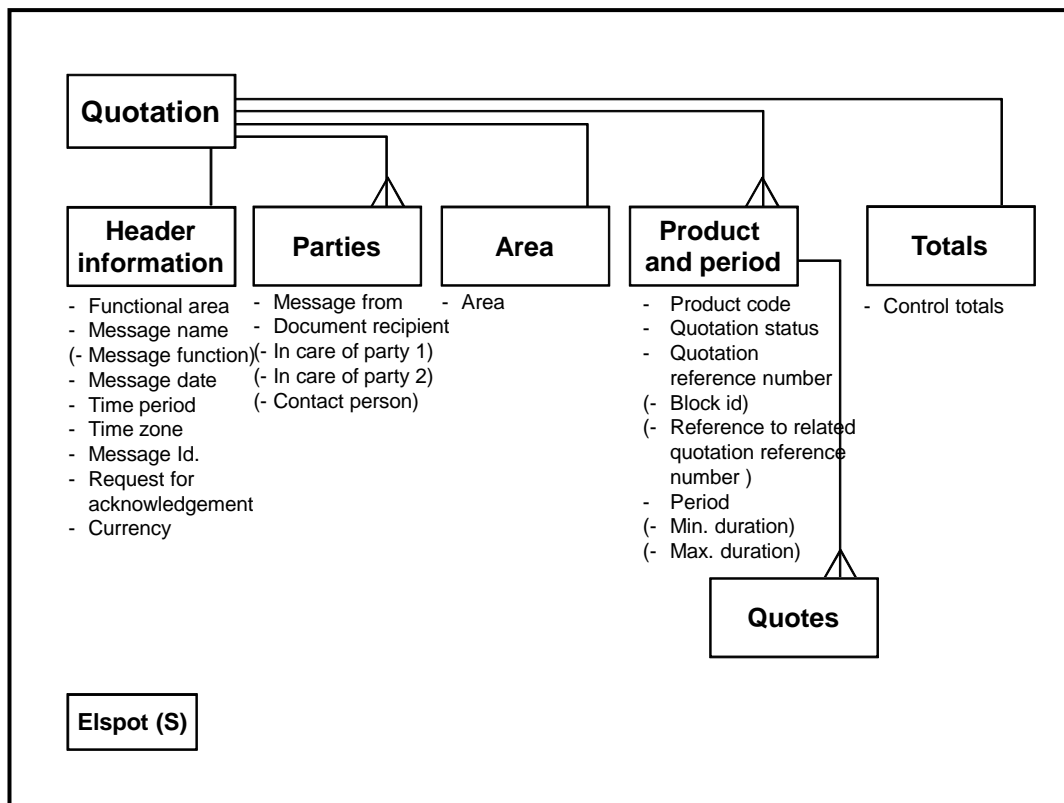 Quotation
Header
information
- Functional area
- Message name
(- Message function)
- Message date
- Time period
- Time zone
- Message Id.
- Request for
acknowledgement
- Currency
Parties
- Message from
- Document recipient
(- In care of party 1)
(- In care of party 2)
(- Contact person)
Area
- Area
Product
and period
- Product code
- Quotation status
- Quotation
reference number
(- Block id)
(- Reference to related
quotation reference
number )
- Period
(- Min. duration)
(- Max. duration)
Totals
- Control totals
Quotes
Elspot (S)